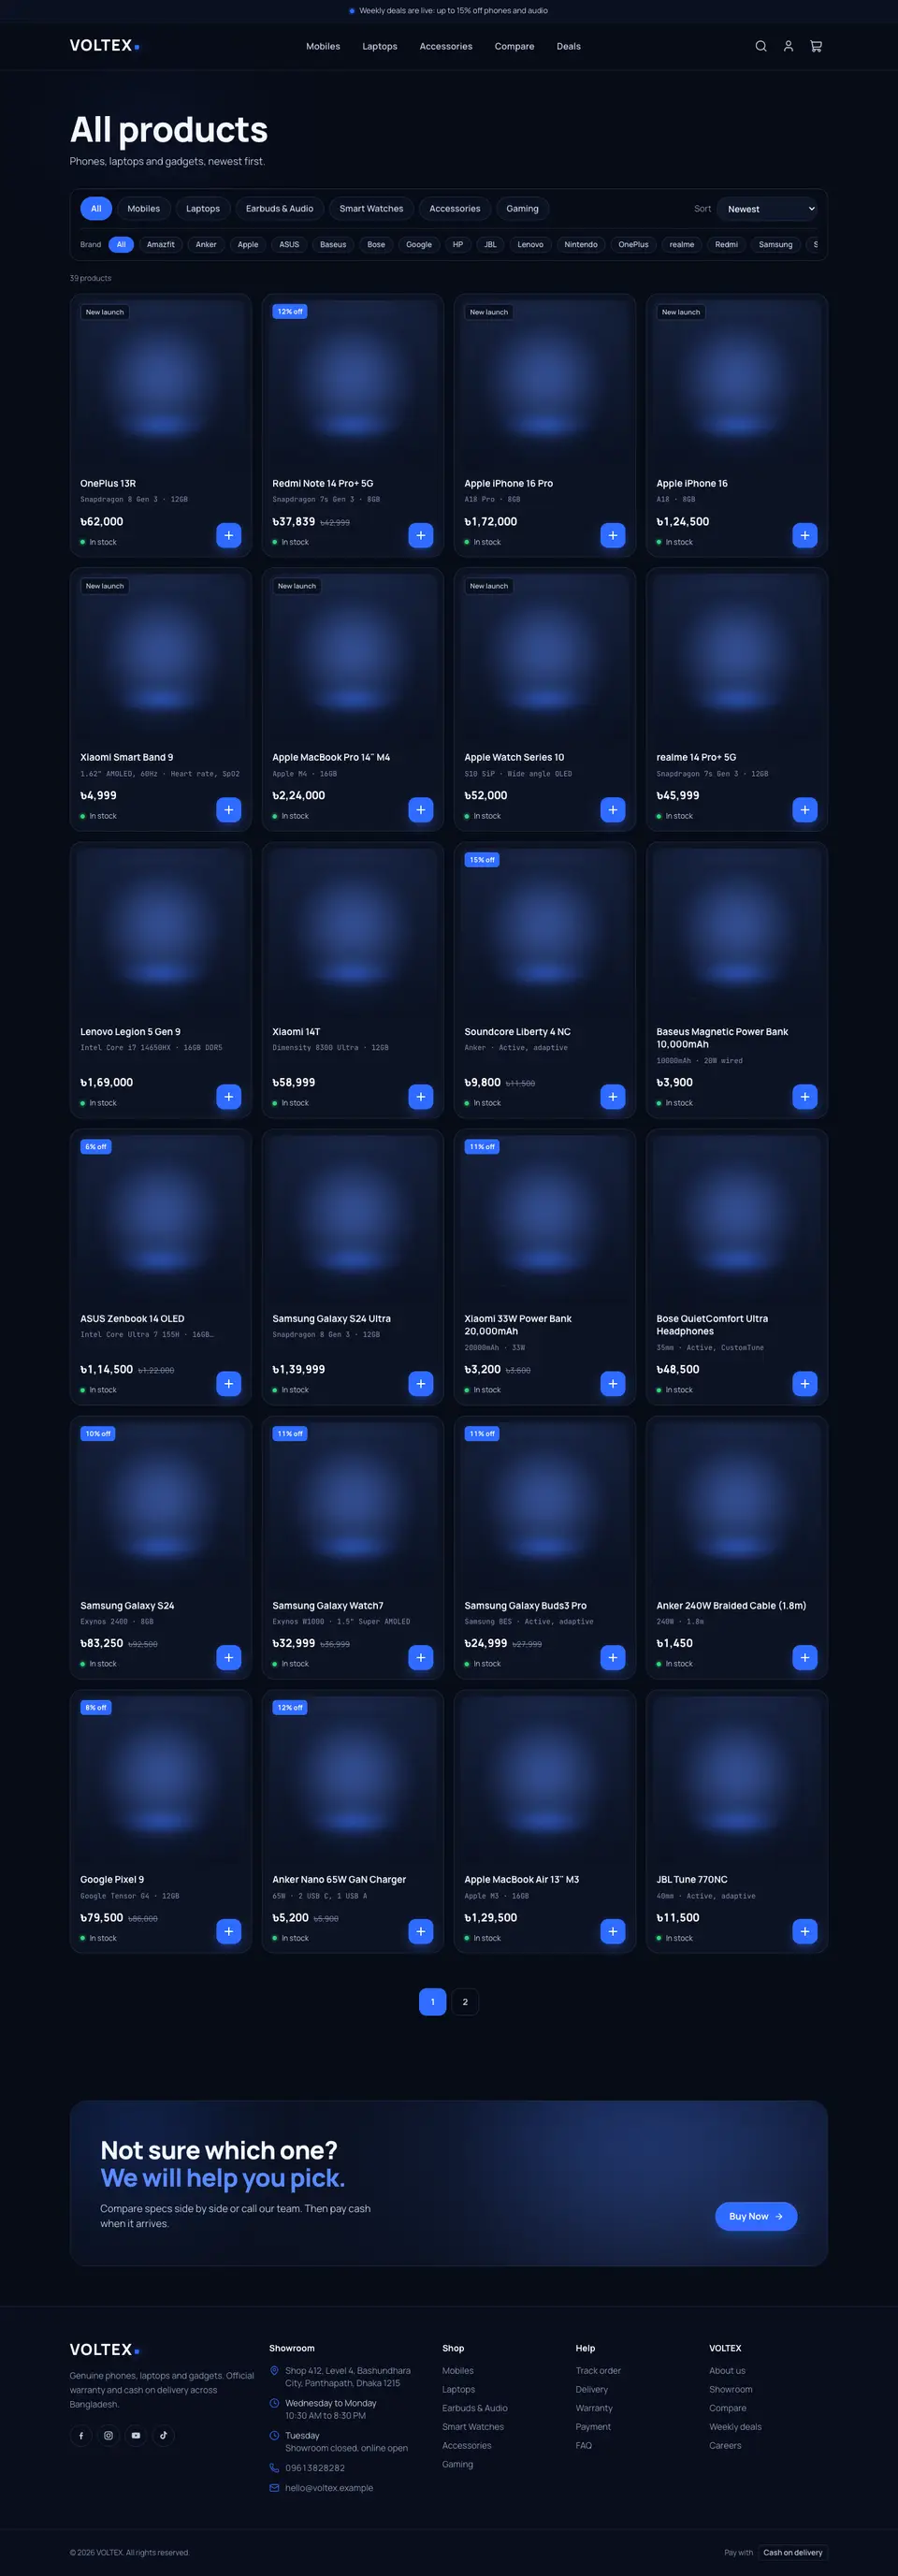 Weekly deals are live: up to 15% off phones and audio
VOLTEX
Mobiles Laptops Accessories Compare Deals
All products
Phones, laptops and gadgets, newest first.
All Mobiles Laptops Earbuds & Audio Smart Watches Accessories Gaming Sort Newest
Brand All Amazfit Anker Apple ASUS Baseus Bose Google HP JBL Lenovo Nintendo OnePlus realme Redmi Samsung S
39 products
New launch 12% off New launch New launch
OnePlus 13R Redmi Note 14 Pro+ 5G Apple iPhone 16 Pro Apple iPhone 16
Snapdragon 8 Gen 3 · 12GB Snapdragon 7s Gen 3 · 8GB A18 Pro · 8GB A18 · 8GB
৳62,000 ৳37,839 ৳42,999 ৳1,72,000 ৳1,24,500
In stock In stock In stock In stock
New launch New launch New launch
Xiaomi Smart Band 9 Apple MacBook Pro 14" M4 Apple Watch Series 10 realme 14 Pro+ 5G
1.62" AMOLED, 60Hz · Heart rate, SpO2 Apple M4 · 16GB S10 SiP · Wide angle OLED Snapdragon 7s Gen 3 · 12GB
৳4,999 ৳2,24,000 ৳52,000 ৳45,999
In stock In stock In stock In stock
15% off
Lenovo Legion 5 Gen 9 Xiaomi 14T Soundcore Liberty 4 NC Baseus Magnetic Power Bank
10,000mAh
Intel Core i7 14650HX · 16GB DDR5 Dimensity 8300 Ultra · 12GB Anker · Active, adaptive 10000mAh · 20W wired
৳1,69,000 ৳58,999 ৳9,800 ৳11,500 ৳3,900
In stock In stock In stock In stock
6% off 11% off
ASUS Zenbook 14 OLED Samsung Galaxy S24 Ultra Xiaomi 33W Power Bank Bose QuietComfort Ultra
20,000mAh Headphones
Intel Core Ultra 7 155H · 16GB… Snapdragon 8 Gen 3 · 12GB 20000mAh · 33W 35mm · Active, CustomTune
৳1,14,500 ৳1,22,000 ৳1,39,999 ৳3,200 ৳3,600 ৳48,500
In stock In stock In stock In stock
10% off 11% off 11% off
Samsung Galaxy S24 Samsung Galaxy Watch7 Samsung Galaxy Buds3 Pro Anker 240W Braided Cable (1.8m)
Exynos 2400 · 8GB Exynos W1000 · 1.5" Super AMOLED Samsung BES · Active, adaptive 240W · 1.8m
৳83,250 ৳92,500 ৳32,999 ৳36,999 ৳24,999 ৳27,999 ৳1,450
In stock In stock In stock In stock
8% off 12% off
Google Pixel 9 Anker Nano 65W GaN Charger Apple MacBook Air 13" M3 JBL Tune 770NC
Google Tensor G4 · 12GB 65W · 2 USB C, 1 USB A Apple M3 · 16GB 40mm · Active, adaptive
৳79,500 ৳86,000 ৳5,200 ৳5,900 ৳1,29,500 ৳11,500
In stock In stock In stock In stock
1 2
Not sure which one?
We will help you pick.
Compare specs side by side or call our team. Then pay cash
when it arrives.
Buy Now
VOLTEX
Genuine phones, laptops and gadgets. Official
warranty and cash on delivery across
Bangladesh.
Showroom
Shop 412, Level 4, Bashundhara
City, Panthapath, Dhaka 1215
Wednesday to Monday
10:30 AM to 8:30 PM
Tuesday
Showroom closed, online open
09613828282
hello@voltex.example
Shop
Mobiles
Laptops
Earbuds & Audio
Smart Watches
Accessories
Gaming
Help
Track order
Delivery
Warranty
Payment
FAQ
VOLTEX
About us
Showroom
Compare
Weekly deals
Careers
© 2026 VOLTEX. All rights reserved.
Pay with Cash on delivery